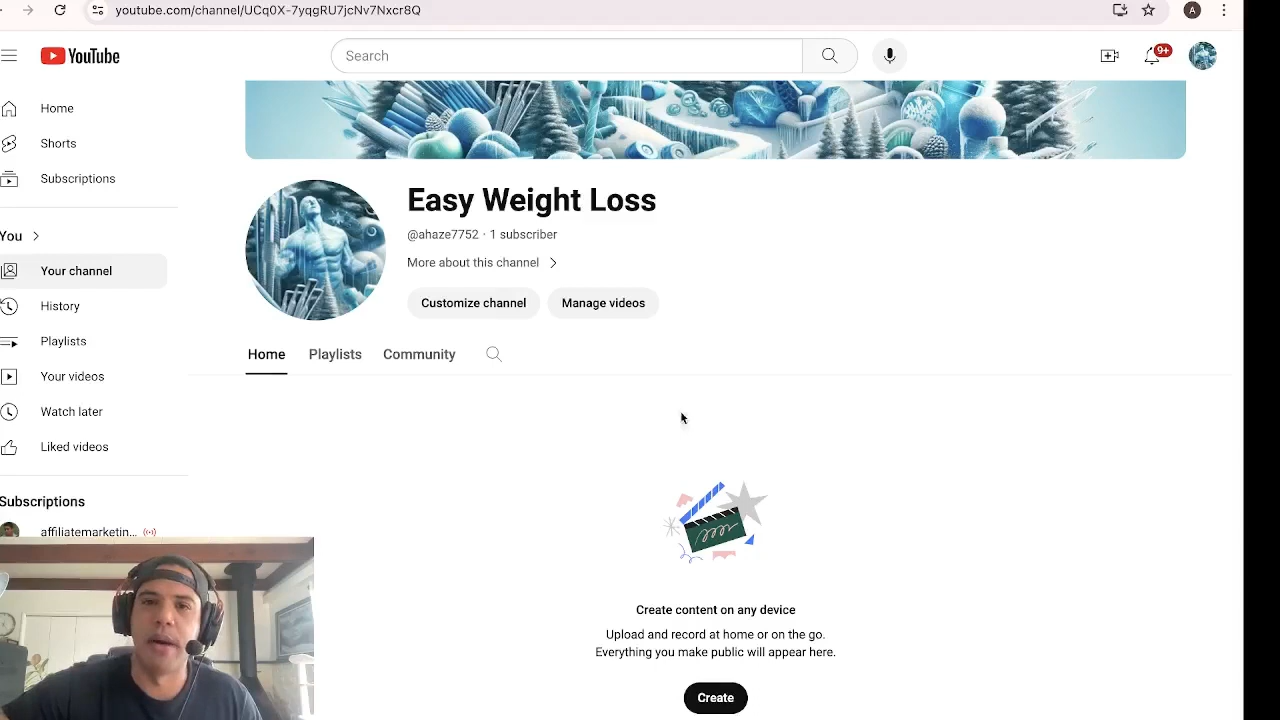 youtube.com/channel/UCq0X-7yqgRU7jcNv7Nxcr8Q
A
YouTube
Search
9+
Home
Shorts
Subscriptions
You
Your channel
History
Playlists
Your videos
Watch later
Liked videos
Subscriptions
affiliatemarketin...
Easy Weight Loss
@ahaze7752 · 1 subscriber
More about this channel
Customize channel
Manage videos
Home
Playlists
Community
Create content on any device
Upload and record at home or on the go.
Everything you make public will appear here.
Create